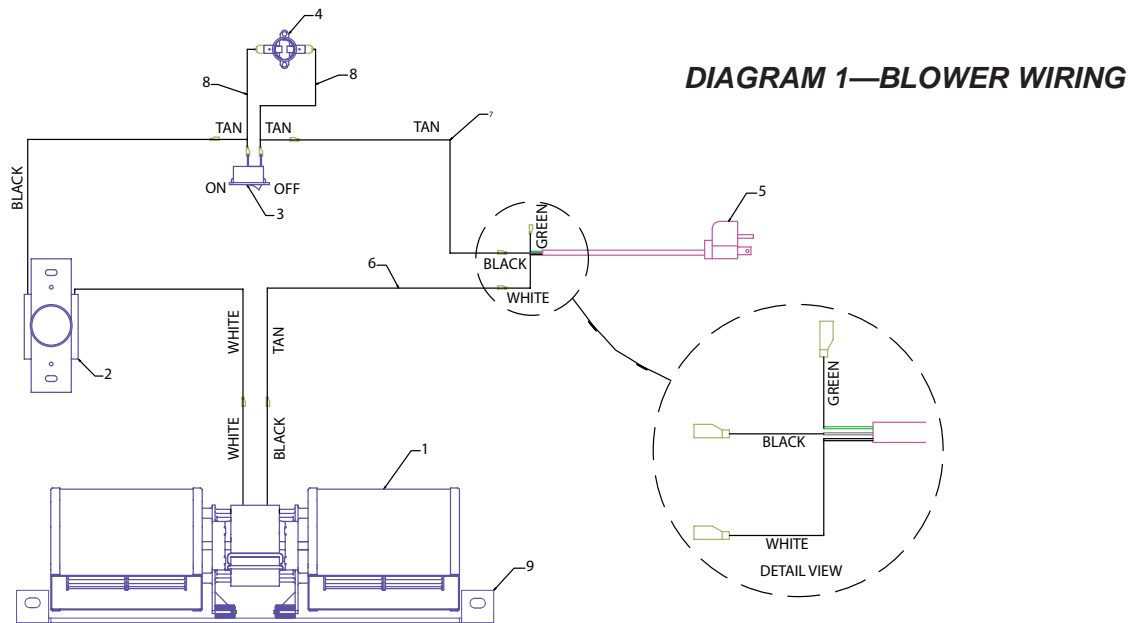 DIAGRAM 1—BLOWER WIRING
4
8
8
TAN
TAN
TAN
7
BLACK
ON
OFF
3
5
GREEN
BLACK
6
WHITE
2
WHITE
TAN
WHITE
BLACK
1
9
GREEN
BLACK
WHITE
DETAIL VIEW